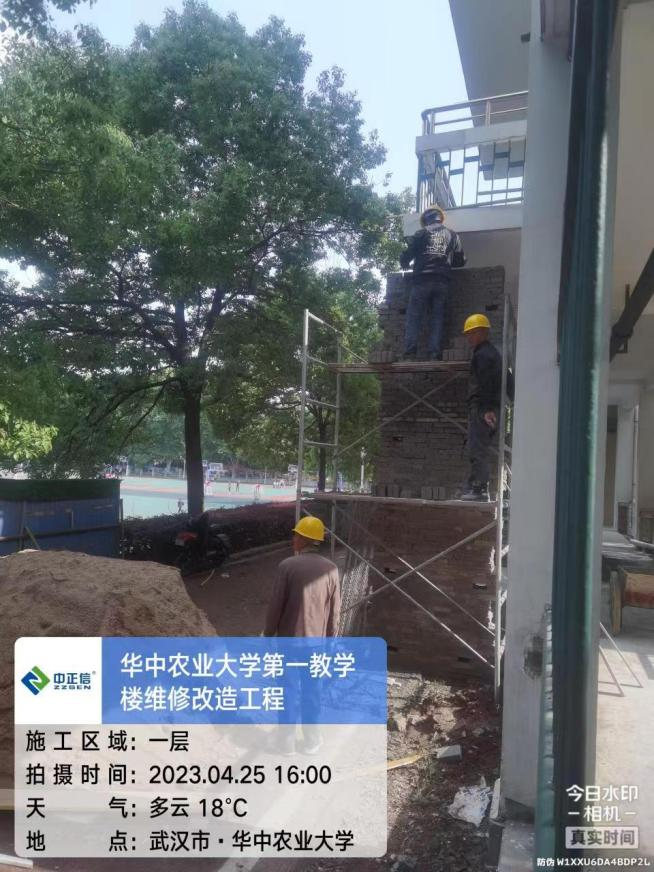 中正信®
ZZSEN
华中农业大学第一教学
楼维修改造工程
施工区域：一层
拍摄时间：2023.04.25 16:00
天气：多云 18℃
地点：武汉市·华中农业大学
今日水印
-相机-
真实时间
防伪 W1XXU6DA4BDP2L